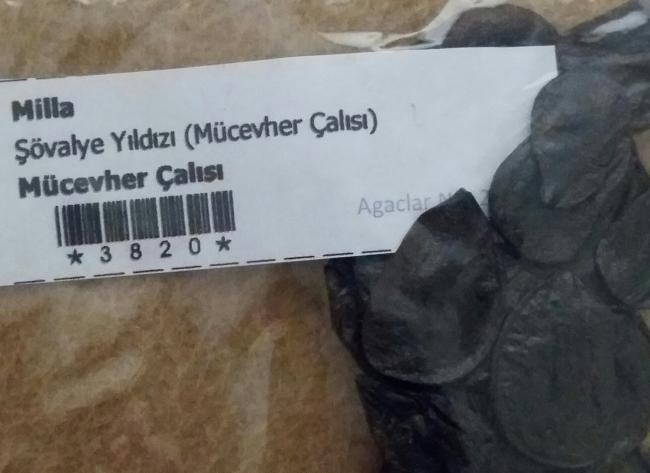 Milla
Şövalye Yıldızı (Mücevher Çalısı)
Mücevher Çalısı
*3820*
Agaclar